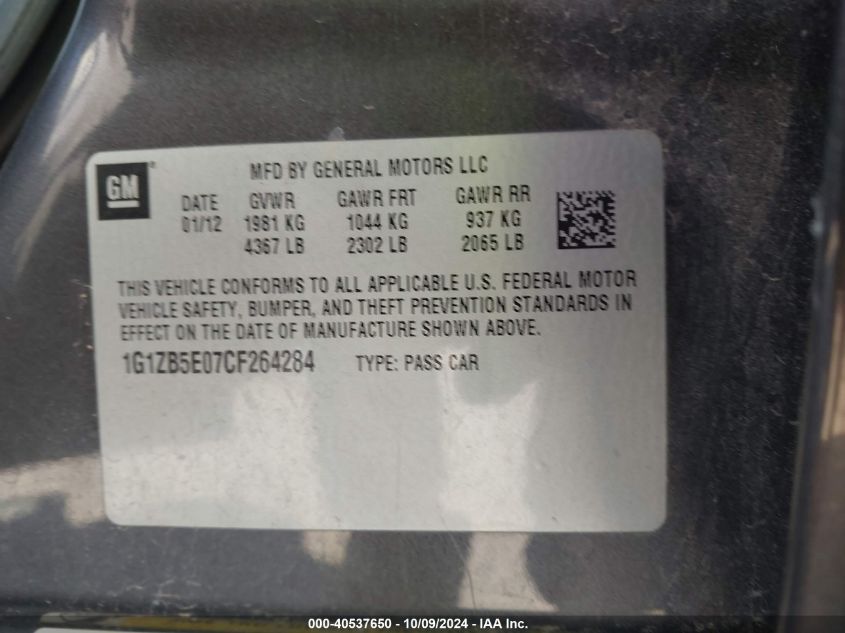 GM ®
MFD BY GENERAL MOTORS LLC
DATE GVWR GAWR FRT GAWR RR
01/12 1981 KG 1044 KG 937 KG
4367 LB 2302 LB 2065 LB
THIS VEHICLE CONFORMS TO ALL APPLICABLE U.S. FEDERAL MOTOR
VEHICLE SAFETY, BUMPER, AND THEFT PREVENTION STANDARDS IN
EFFECT ON THE DATE OF MANUFACTURE SHOWN ABOVE.
1G1ZB5E07CF264284 TYPE: PASS CAR
000-40537650 - 10/09/2024 - IAA Inc.